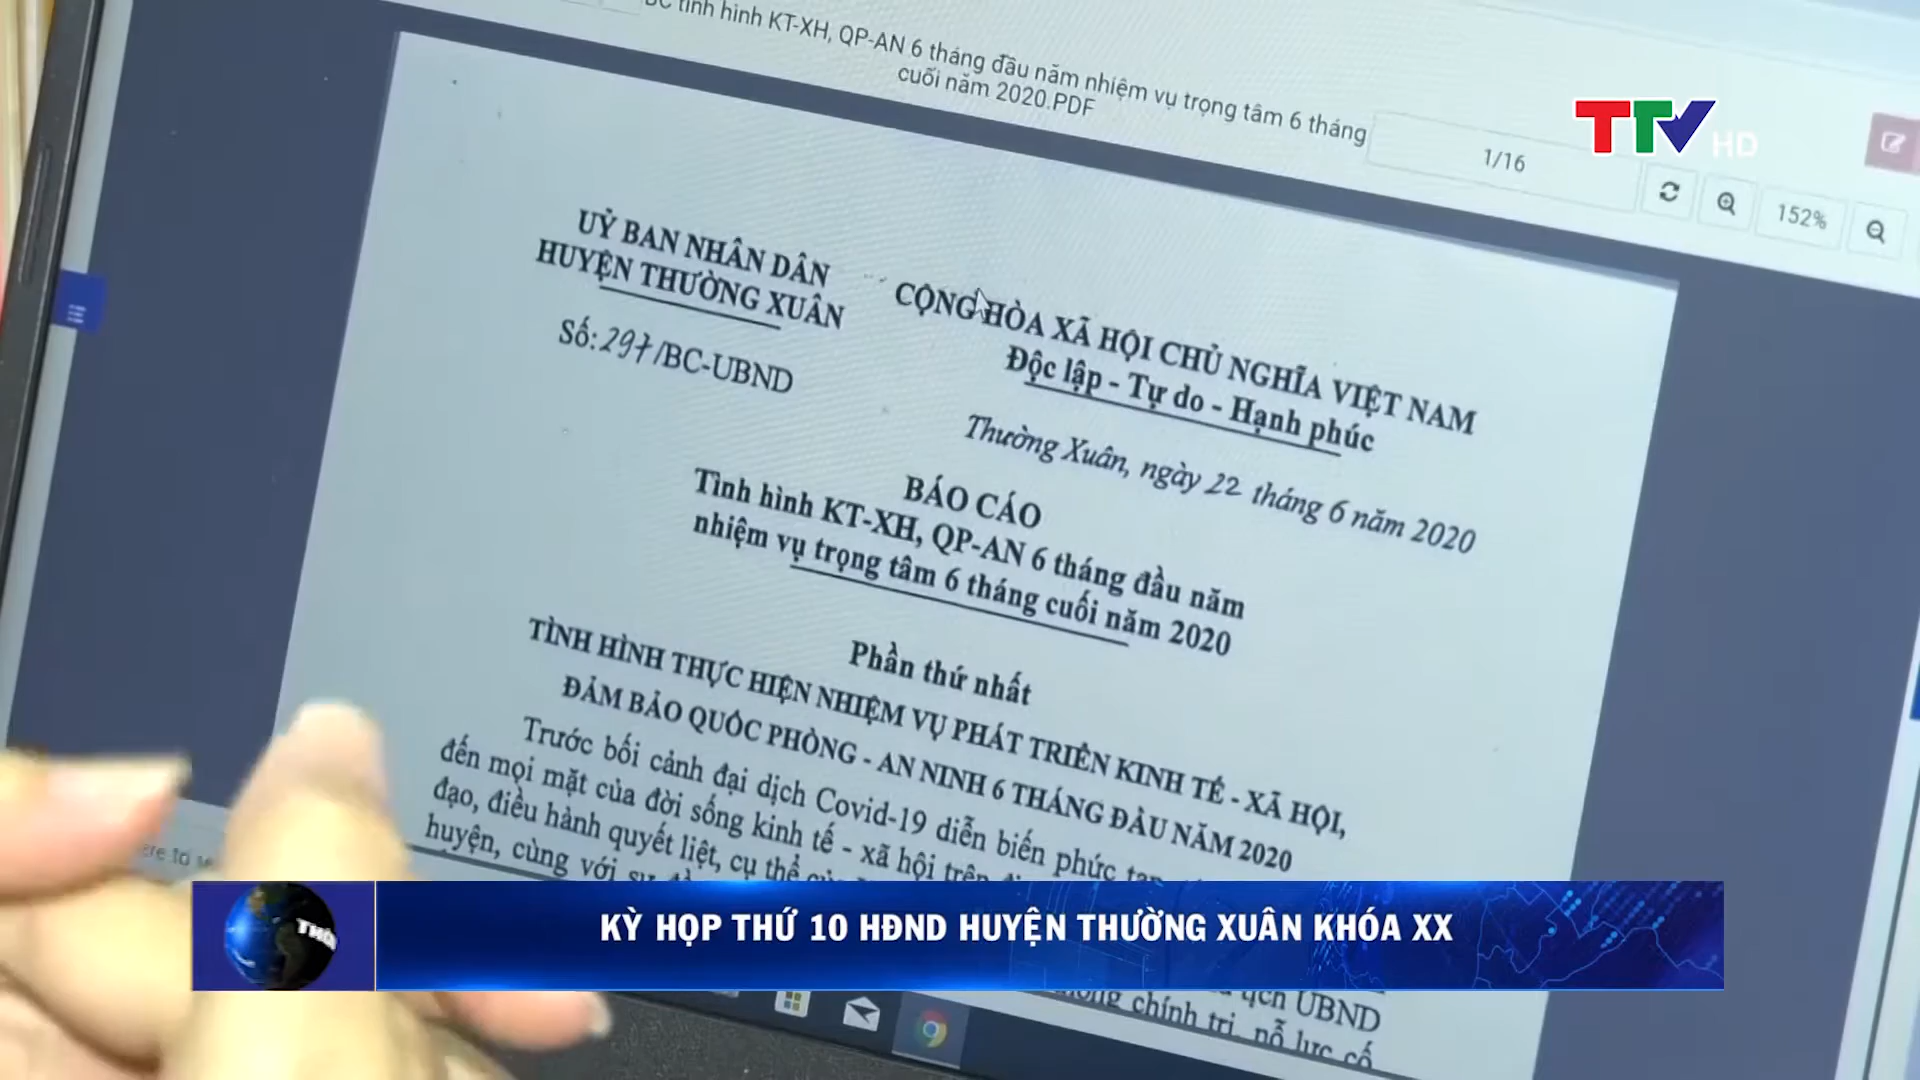 BC tình hình KT-XH, QP-AN 6 tháng đầu năm nhiệm vụ trọng tâm 6 tháng
cuối năm 2020.PDF
1/16
152%
TTV HD
UỶ BAN NHÂN DÂN
HUYỆN THƯỜNG XUÂN
Số: 297/BC-UBND
CỘNG HÒA XÃ HỘI CHỦ NGHĨA VIỆT NAM
Độc lập - Tự do - Hạnh phúc
Thường Xuân, ngày 22 tháng 6 năm 2020
BÁO CÁO
Tình hình KT-XH, QP-AN 6 tháng đầu năm
nhiệm vụ trọng tâm 6 tháng cuối năm 2020
Phần thứ nhất
TÌNH HÌNH THỰC HIỆN NHIỆM VỤ PHÁT TRIỂN KINH TẾ - XÃ HỘI,
ĐẢM BẢO QUỐC PHÒNG - AN NINH 6 THÁNG ĐẦU NĂM 2020
Trước bối cảnh đại dịch Covid-19 diễn biến phức
đến mọi mặt của đời sống kinh tế - xã hội trên
đạo, điều hành quyết liệt, cụ thể
huyện, cùng với
UBND
chính trị, nỗ lực cố
THỜI
KỲ HỌP THỨ 10 HĐND HUYỆN THƯỜNG XUÂN KHÓA XX